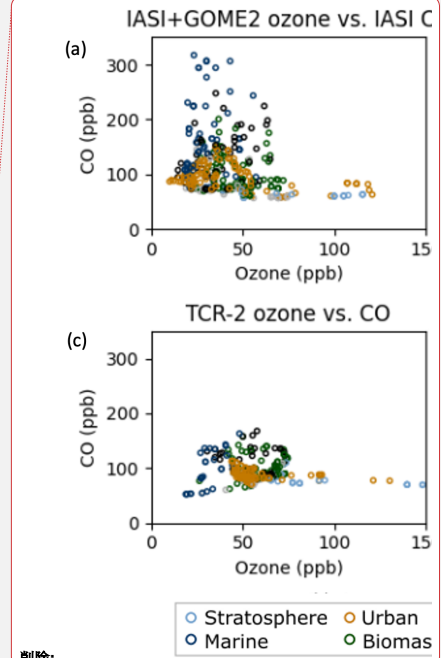 IASI+GOME2 ozone vs. IASI C
(a)
300
200
100
0
CO (ppb)
0 50 100 15
Ozone (ppb)
TCR-2 ozone vs. CO
(c)
300
200
100
0
CO (ppb)
0 50 100 15
Ozone (ppb)
Stratosphere Urban
Marine Biomas
削除: